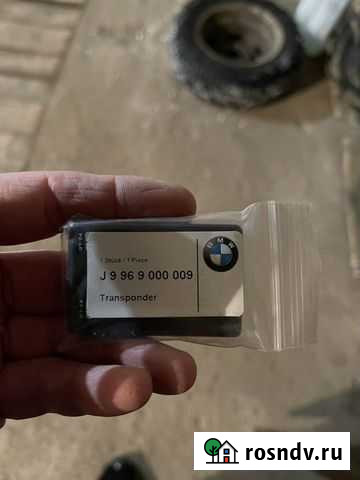 1 Stück / 1 Piece
J 9 96 9 000 009
Transponder
BMW
rosndv.ru